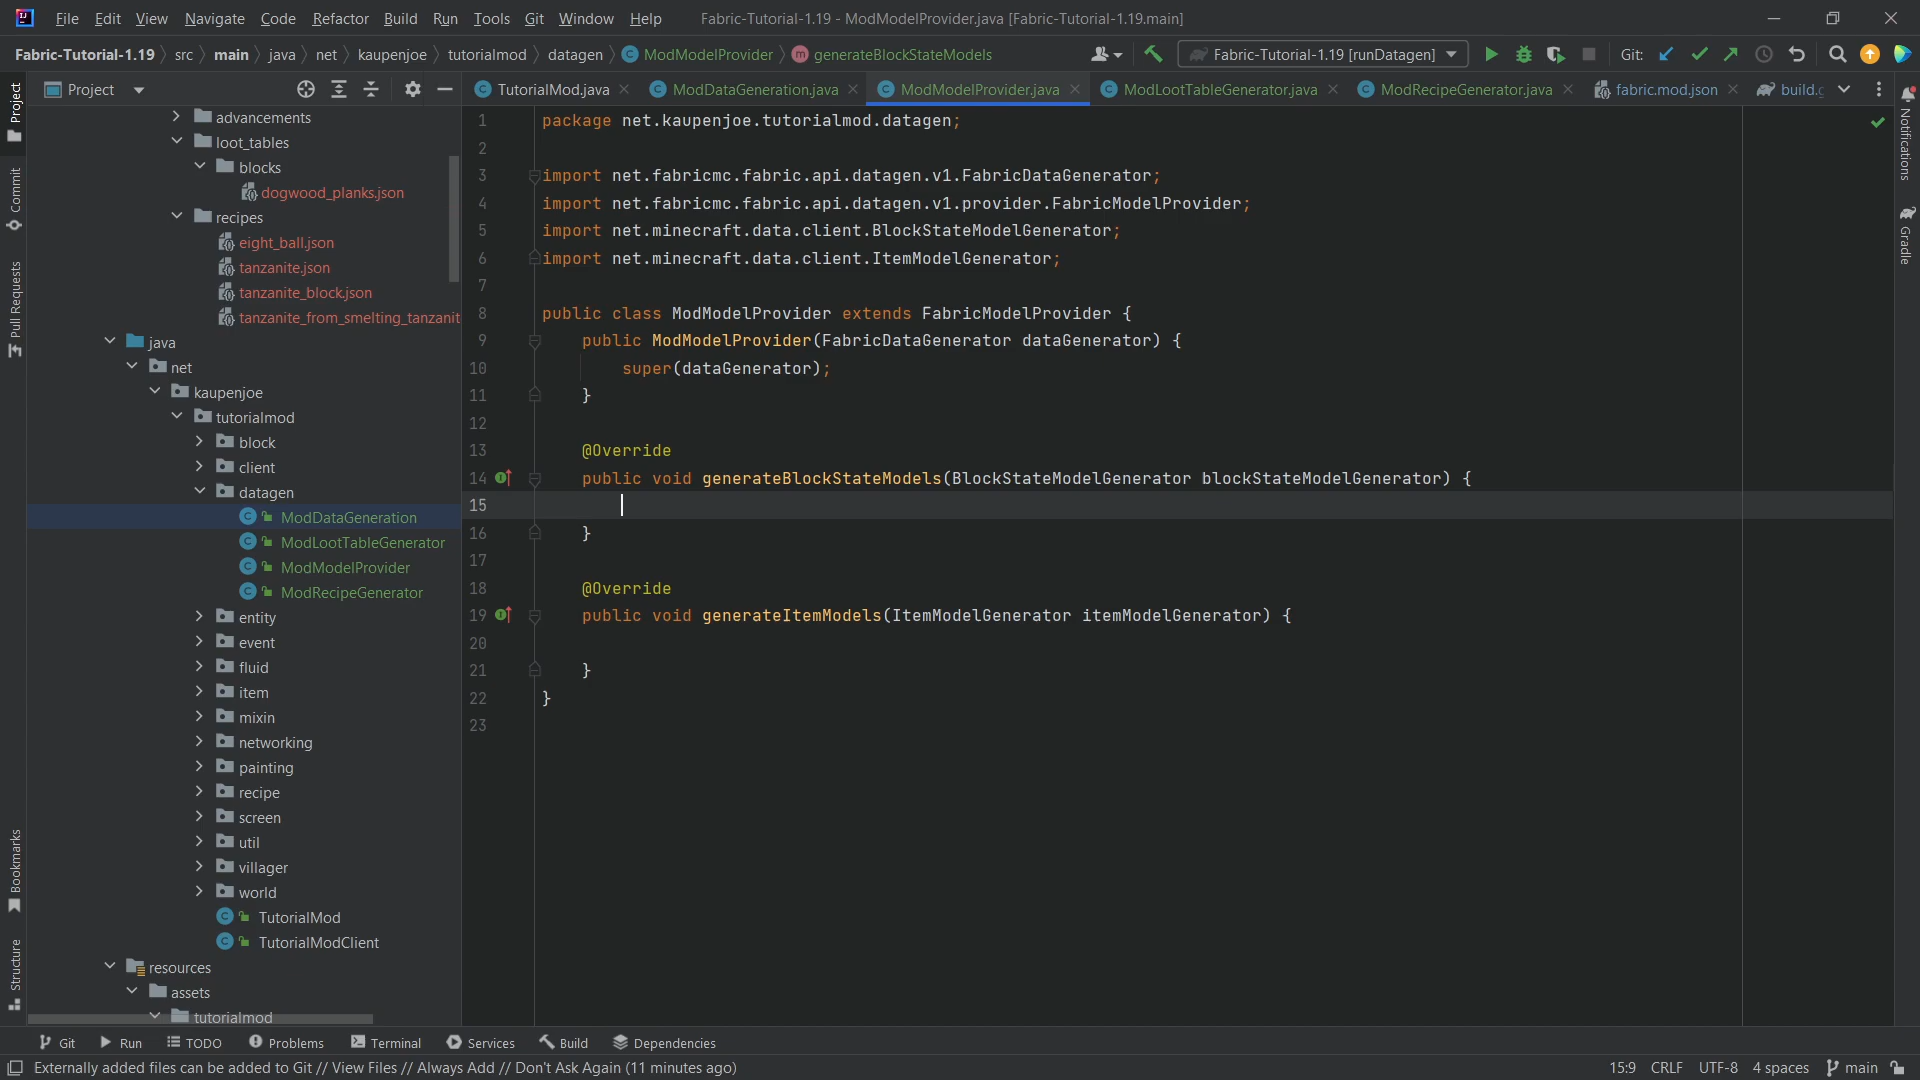 File Edit View Navigate Code Refactor Build Run Tools Git Window Help Fabric-Tutorial-1.19 - ModModelProvider.java [Fabric-Tutorial-1.19.main]
Fabric-Tutorial-1.19 src main java net kaupenjoe tutorialmod datagen ModModelProvider generateBlockStateModels Fabric-Tutorial-1.19 [runDatagen] Git:
Project TutorialMod.java ModDataGeneration.java ModModelProvider.java ModLootTableGenerator.java ModRecipeGenerator.java fabric.mod.json build.g
Project
Commit
Pull Requests
Bookmarks
Structure
advancements
loot_tables
blocks
dogwood_planks.json
recipes
eight_ball.json
tanzanite.json
tanzanite_block.json
tanzanite_from_smelting_tanzanit
java
net
kaupenjoe
tutorialmod
block
client
datagen
ModDataGeneration
ModLootTableGenerator
ModModelProvider
ModRecipeGenerator
entity
event
fluid
item
mixin
networking
painting
recipe
screen
util
villager
world
TutorialMod
TutorialModClient
resources
assets
tutorialmod
1 package net.kaupenjoe.tutorialmod.datagen;
2
3 import net.fabricmc.fabric.api.datagen.v1.FabricDataGenerator;
4 import net.fabricmc.fabric.api.datagen.v1.provider.FabricModelProvider;
5 import net.minecraft.data.client.BlockStateModelGenerator;
6 import net.minecraft.data.client.ItemModelGenerator;
7
8 public class ModModelProvider extends FabricModelProvider {
9 public ModModelProvider(FabricDataGenerator dataGenerator) {
10 super(dataGenerator);
11 }
12
13 @Override
14 public void generateBlockStateModels(BlockStateModelGenerator blockStateModelGenerator) {
15
16 }
17
18 @Override
19 public void generateItemModels(ItemModelGenerator itemModelGenerator) {
20
21 }
22 }
23
Notifications
Gradle
Git Run TODO Problems Terminal Services Build Dependencies
Externally added files can be added to Git // View Files // Always Add // Don't Ask Again (11 minutes ago) 15:9 CRLF UTF-8 4 spaces main